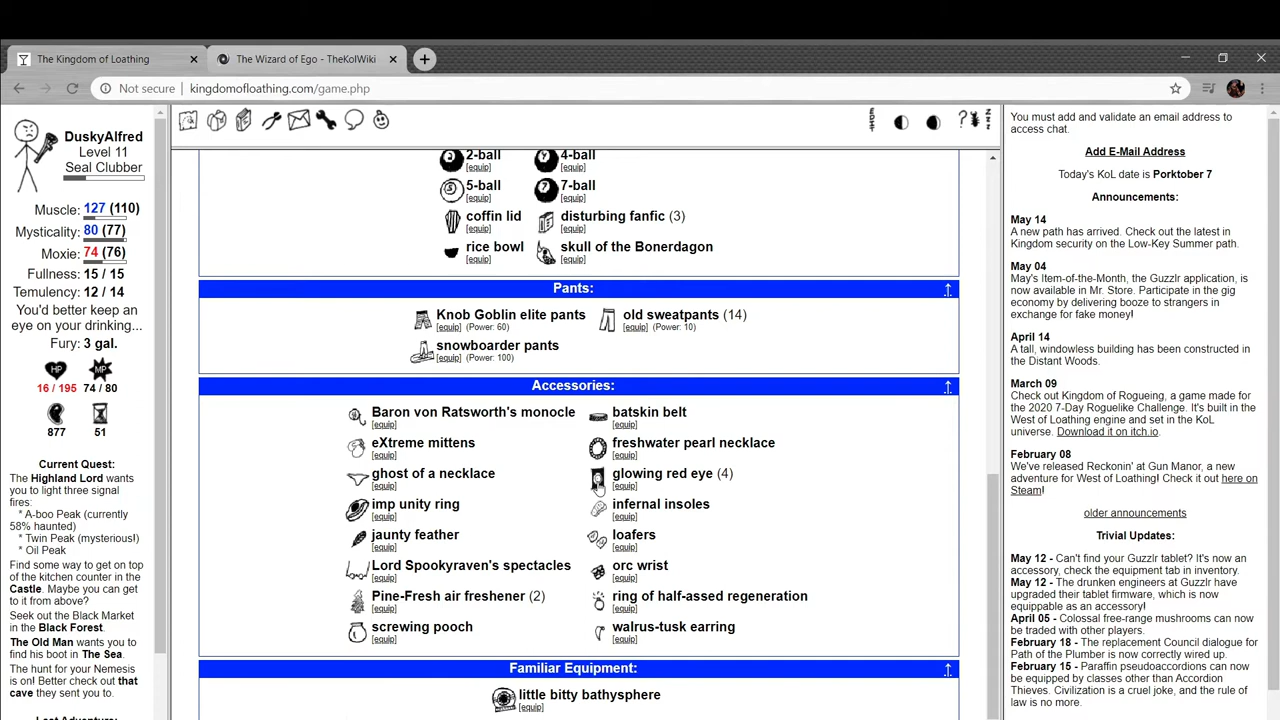 The Kingdom of Loathing
The Wizard of Ego - TheKolWiki
Not secure | kingdomofloathing.com/game.php
DuskyAlfred
Level 11
Seal Clubber
Muscle: 127 (110)
Mysticality: 80 (77)
Moxie: 74 (76)
Fullness: 15 / 15
Temulency: 12 / 14
You'd better keep an
eye on your drinking...
Fury: 3 gal.
HP MP
16 / 195 74 / 80
877 51
Current Quest:
The Highland Lord wants
you to light three signal
fires:
* A-boo Peak (currently
58% haunted)
* Twin Peak (mysterious!)
* Oil Peak
Find some way to get on top
of the kitchen counter in the
Castle. Maybe you can get
to it from above?
Seek out the Black Market
in the Black Forest.
The Old Man wants you to
find his boot in The Sea.
The hunt for your Nemesis
is on! Better check out that
cave they sent you to.
Last Adventure:
EDIT
2-ball 4-ball
[equip] [equip]
5-ball 7-ball
[equip] [equip]
coffin lid disturbing fanfic (3)
[equip] [equip]
rice bowl skull of the Bonerdagon
[equip] [equip]
Pants:
Knob Goblin elite pants old sweatpants (14)
[equip] (Power: 60) [equip] (Power: 10)
snowboarder pants
[equip] (Power: 100)
Accessories:
Baron von Ratsworth's monocle batskin belt
[equip] [equip]
eXtreme mittens freshwater pearl necklace
[equip] [equip]
ghost of a necklace glowing red eye (4)
[equip] [equip]
imp unity ring infernal insoles
[equip] [equip]
jaunty feather loafers
[equip] [equip]
Lord Spookyraven's spectacles orc wrist
[equip] [equip]
Pine-Fresh air freshener (2) ring of half-assed regeneration
[equip] [equip]
screwing pooch walrus-tusk earring
[equip] [equip]
Familiar Equipment:
little bitty bathysphere
[equip]
You must add and validate an email address to
access chat.
Add E-Mail Address
Today's KoL date is Porktober 7
Announcements:
May 14
A new path has arrived. Check out the latest in
Kingdom security on the Low-Key Summer path.
May 04
May's Item-of-the-Month, the Guzzlr application, is
now available in Mr. Store. Participate in the gig
economy by delivering booze to strangers in
exchange for fake money!
April 14
A tall, windowless building has been constructed in
the Distant Woods.
March 09
Check out Kingdom of Rogueing, a game made for
the 2020 7-Day Roguelike Challenge. It's built in the
West of Loathing engine and set in the KoL
universe. Download it on itch.io.
February 08
We've released Reckonin' at Gun Manor, a new
adventure for West of Loathing! Check it out here on
Steam!
older announcements
Trivial Updates:
May 12 - Can't find your Guzzlr tablet? It's now an
accessory, check the equipment tab in inventory.
May 12 - The drunken engineers at Guzzlr have
upgraded their tablet firmware, which is now
equippable as an accessory!
April 05 - Colossal free-range mushrooms can now
be traded with other players.
February 18 - The replacement Council dialogue for
Path of the Plumber is now correctly wired up.
February 15 - Paraffin pseudoaccordions can now
be equipped by classes other than Accordion
Thieves. Civilization is a cruel joke, and the rule of
law is no more.